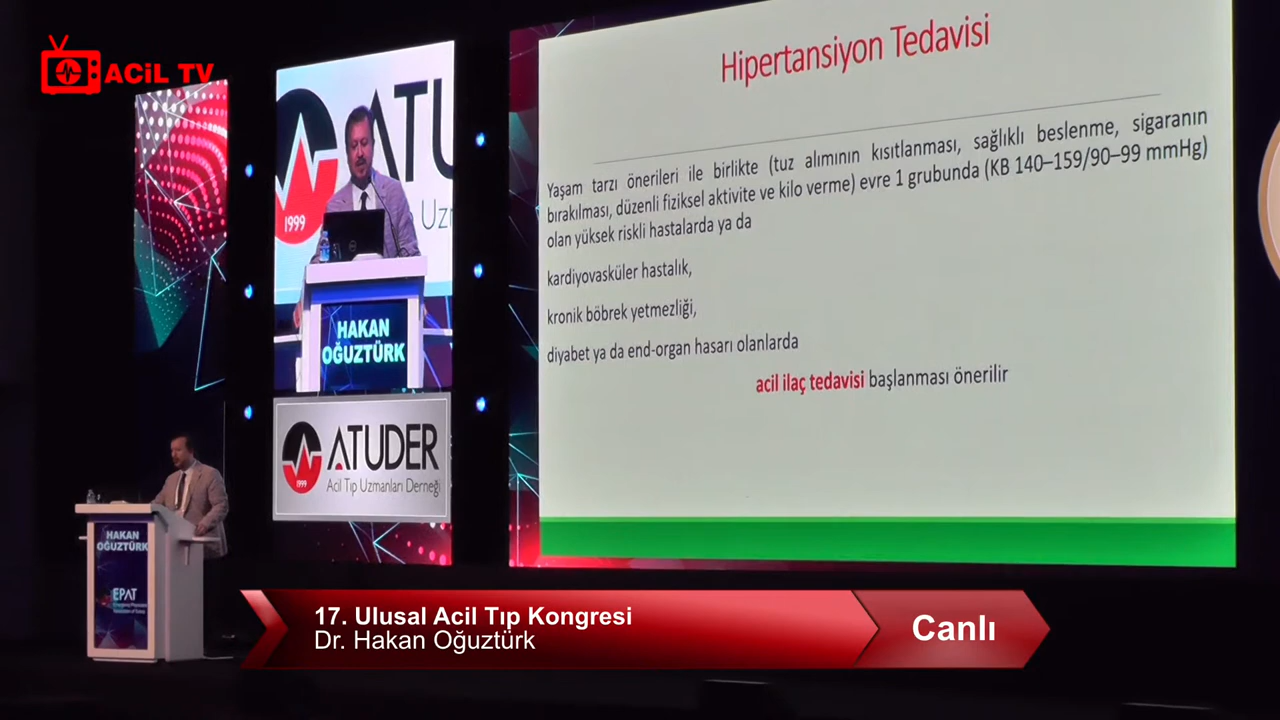 ACiL TV
ATU
Uz
1999
HAKAN
OĞUZTÜRK
ATUDER
Acil Tıp Uzmanları Derneği
1999
HAKAN
OĞUZTÜRK
EPAT
Hipertansiyon Tedavisi
Yaşam tarzı önerileri ile birlikte (tuz alımının kısıtlanması, sağlıklı beslenme, sigaranın
bırakılması, düzenli fiziksel aktivite ve kilo verme) evre 1 grubunda (KB 140–159/90–99 mmHg)
olan yüksek riskli hastalarda ya da
kardiyovasküler hastalık,
kronik böbrek yetmezliği,
diyabet ya da end-organ hasarı olanlarda
acil ilaç tedavisi başlanması önerilir
17. Ulusal Acil Tıp Kongresi
Dr. Hakan Oğuztürk
Canlı